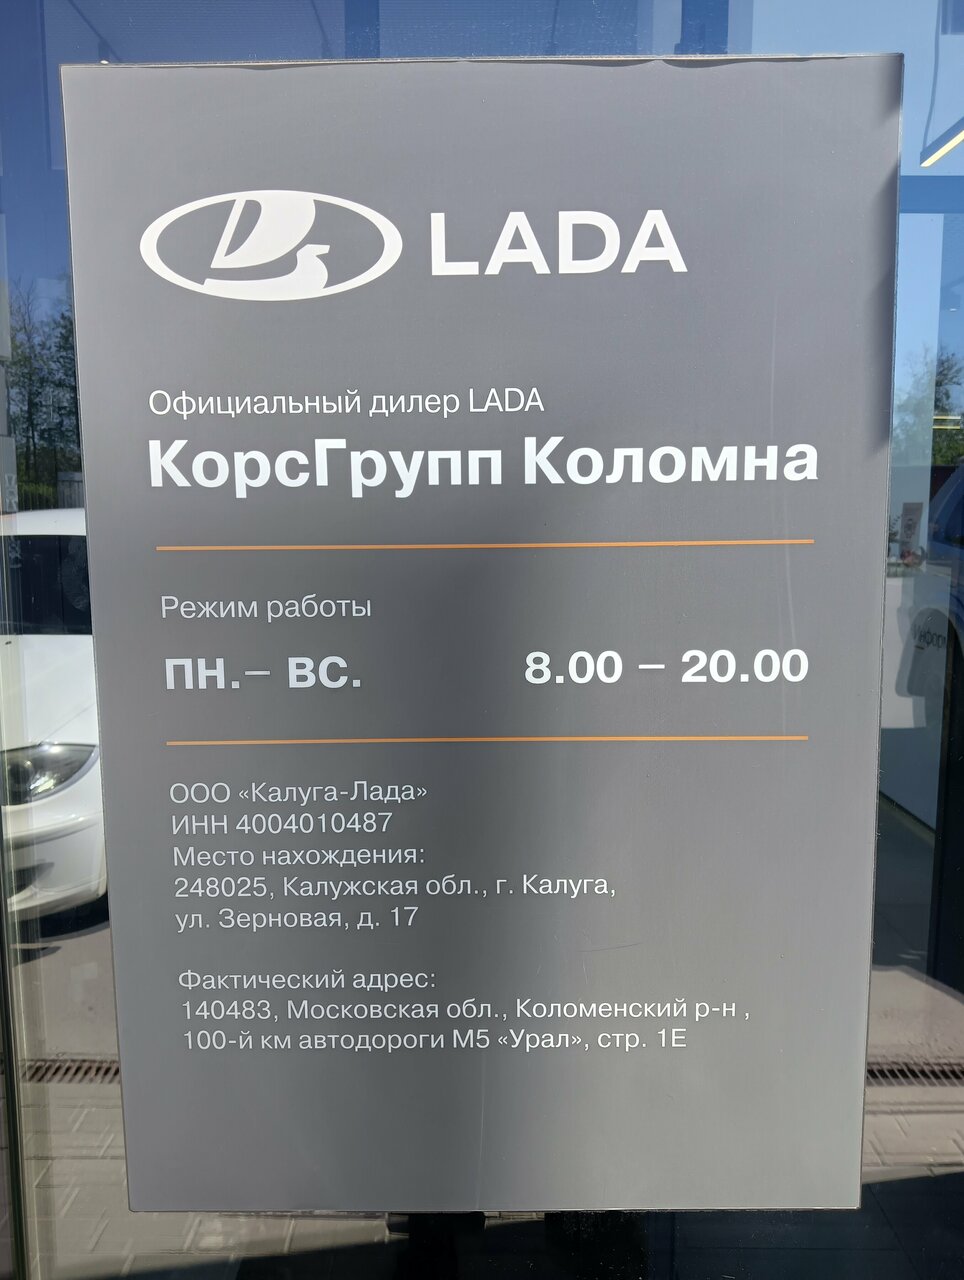 LADA
Официальный дилер LADA
КорсГрупп Коломна
Режим работы
ПН.– ВС. 8.00 – 20.00
ООО «Калуга-Лада»
ИНН 4004010487
Место нахождения:
248025, Калужская обл., г. Калуга,
ул. Зерновая, д. 17
Фактический адрес:
140483, Московская обл., Коломенский р-н ,
100-й км автодороги М5 «Урал», стр. 1Е